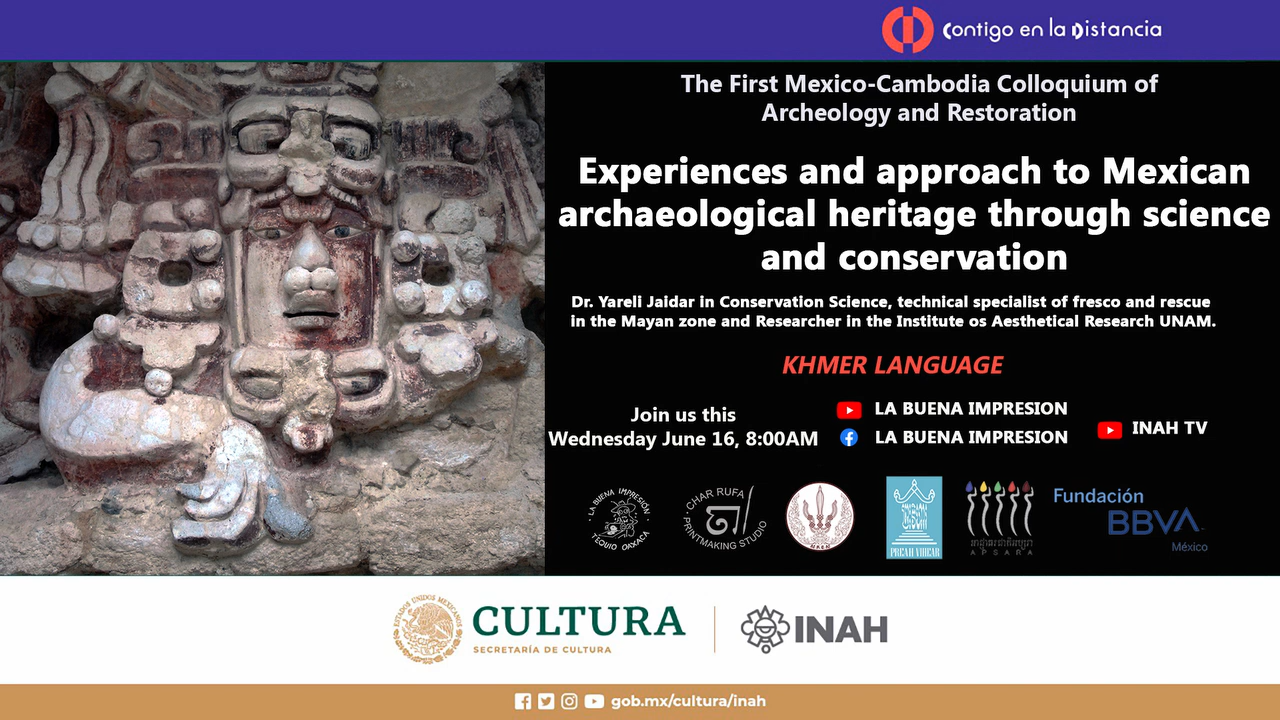 Contigo en la Distancia
The First Mexico-Cambodia Colloquium of
Archeology and Restoration
Experiences and approach to Mexican
archaeological heritage through science
and conservation
Dr. Yareli Jaidar in Conservation Science, technical specialist of fresco and rescue
in the Mayan zone and Researcher in the Institute os Aesthetical Research UNAM.
KHMER LANGUAGE
Join us this
Wednesday June 16, 8:00AM
LA BUENA IMPRESION
LA BUENA IMPRESION
INAH TV
LA BUENA IMPRESIÓN
TEQUIO OAXACA
CHAR RUFA
PRINTMAKING STUDIO
PREAH VIHEAR
APSARA
Fundación
BBVA
México
ESTADOS UNIDOS MEXICANOS
CULTURA
SECRETARÍA DE CULTURA
INAH
gob.mx/cultura/inah